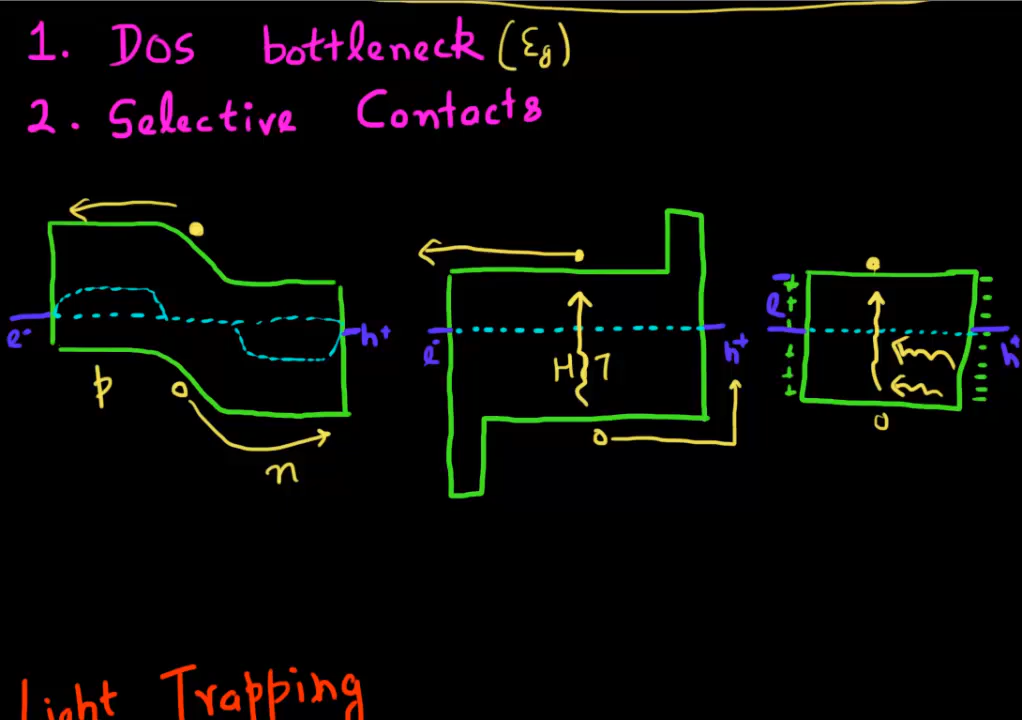 1. DOS bottleneck (Eg)
2. Selective Contacts
e⁻ p n h⁺
e⁻ H T h⁺
e⁻ h⁺
Light Trapping